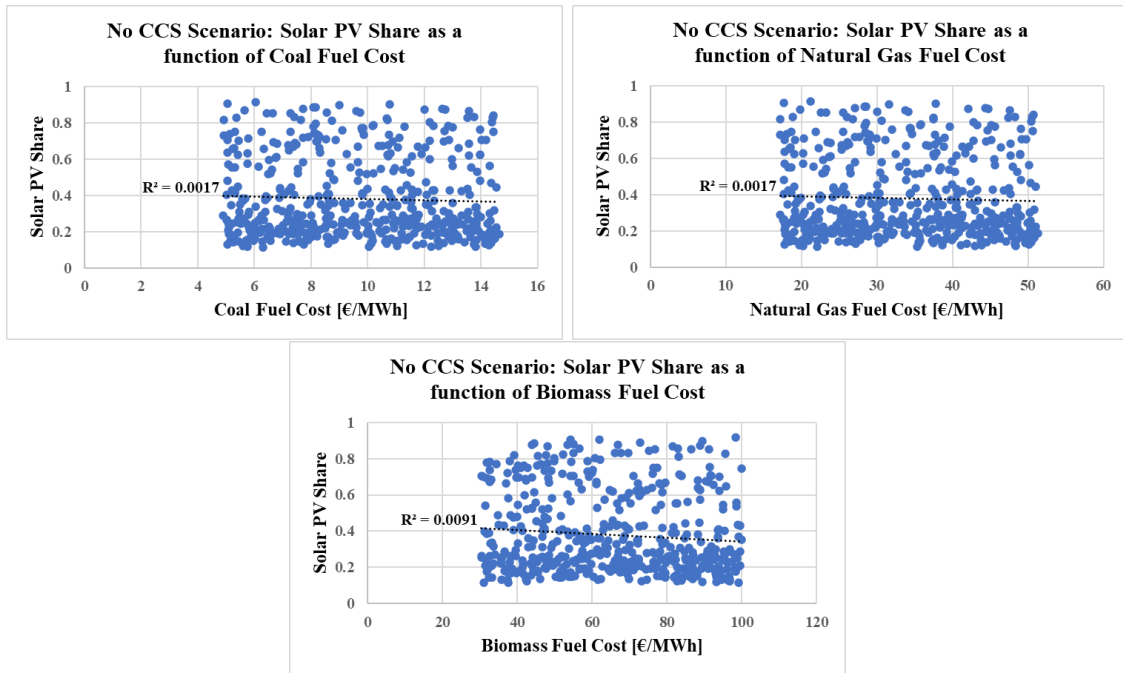 No CCS Scenario: Solar PV Share as a
function of Coal Fuel Cost
Solar PV Share
1
0.8
0.6
0.4
0.2
0
R² = 0.0017
0 2 4 6 8 10 12 14 16
Coal Fuel Cost [€/MWh]
No CCS Scenario: Solar PV Share as a
function of Natural Gas Fuel Cost
Solar PV Share
1
0.8
0.6
0.4
0.2
0
R² = 0.0017
0 10 20 30 40 50 60
Natural Gas Fuel Cost [€/MWh]
No CCS Scenario: Solar PV Share as a
function of Biomass Fuel Cost
Solar PV Share
1
0.8
0.6
0.4
0.2
0
R² = 0.0091
0 20 40 60 80 100 120
Biomass Fuel Cost [€/MWh]